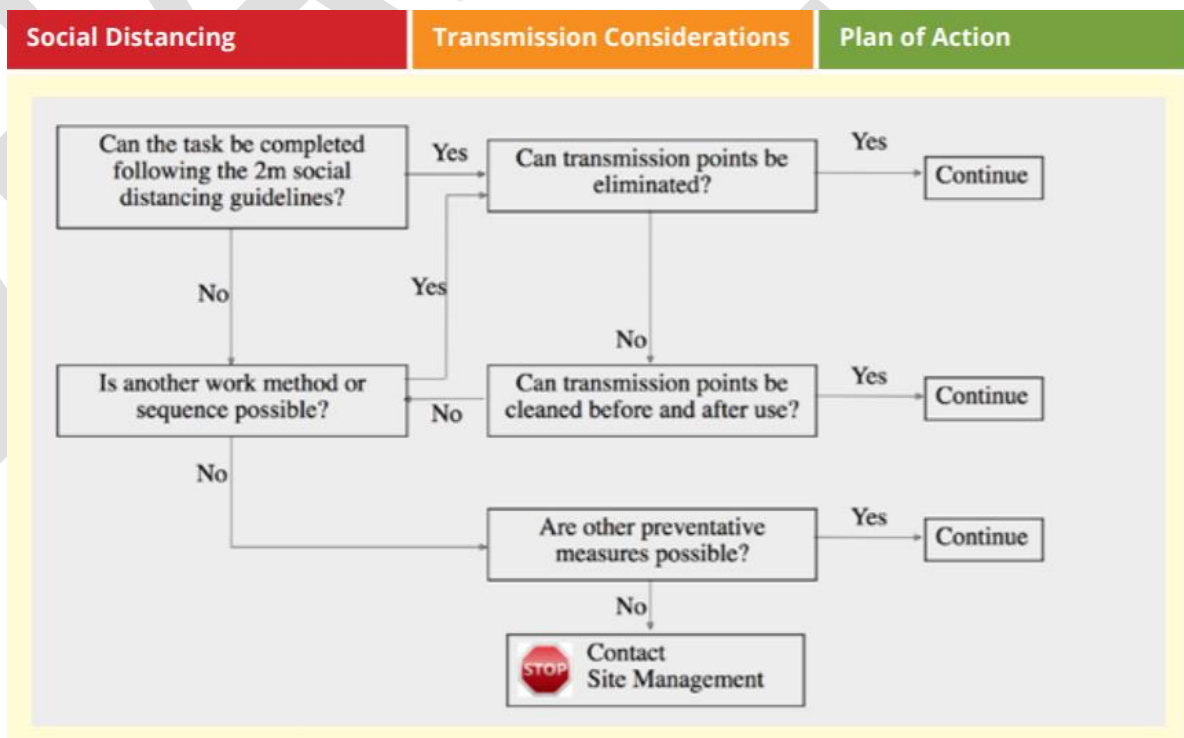 Social Distancing
Transmission Considerations
Plan of Action
Can the task be completed
following the 2m social
distancing guidelines?
Yes
Can transmission points be
eliminated?
Yes
Continue
No
Yes
No
Is another work method or
sequence possible?
No
Can transmission points be
cleaned before and after use?
Yes
Continue
No
Are other preventative
measures possible?
Yes
Continue
No
STOP
Contact
Site Management